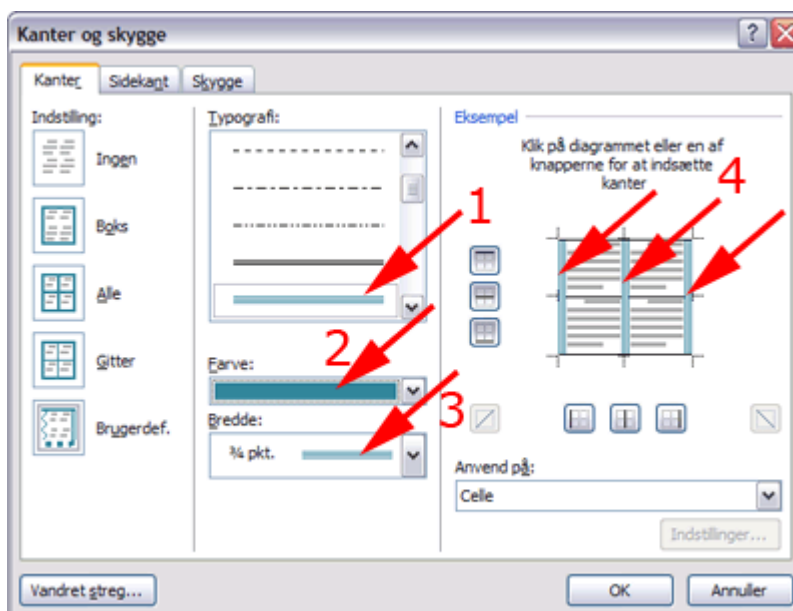 Kanter og skygge
Kanter
Sidekant
Skygge
Indstilling:
Ingen
Boks
Alle
Gitter
Brugerdef.
Typografi:
1
2
Farve:
Bredde:
3
¾ pkt.
Eksempel
Klik på diagrammet eller en af
knapperne for at indsætte
kanter
4
Anvend på:
Celle
Indstillinger...
Vandret streg...
OK
Annuller